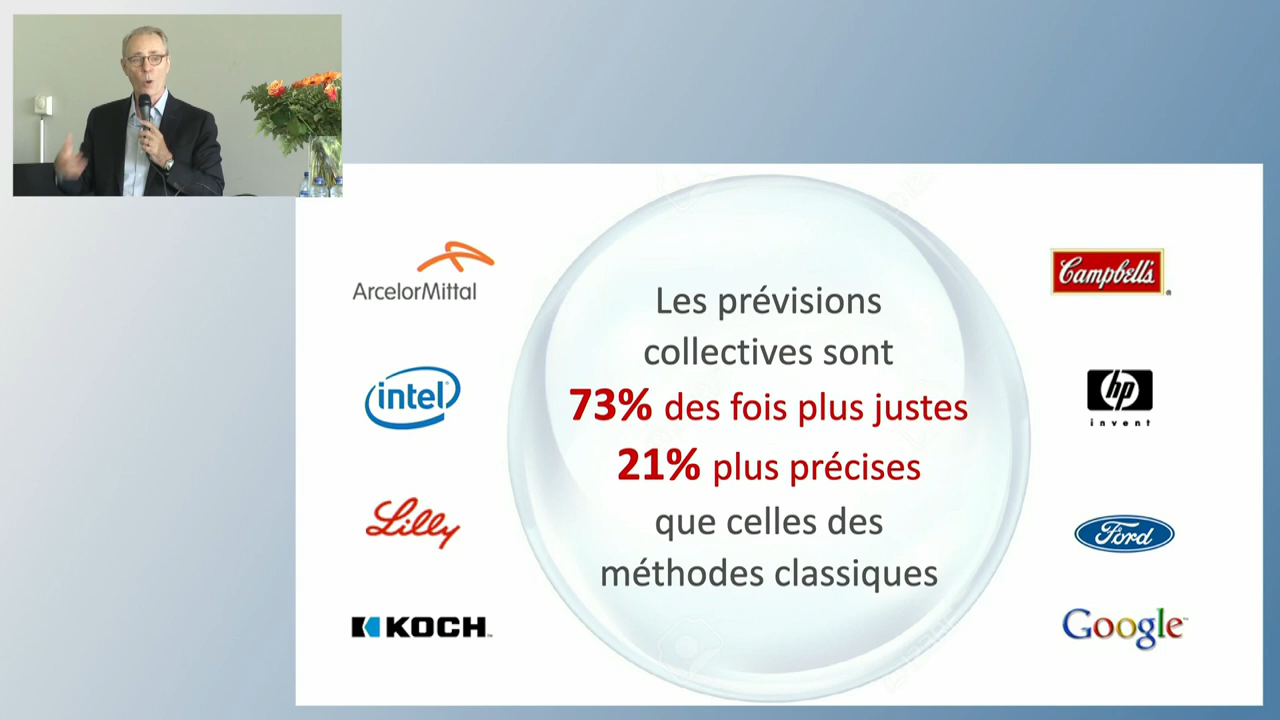 ArcelorMittal
intel
Lilly
KOCH
Les prévisions
collectives sont
73% des fois plus justes
21% plus précises
que celles des
méthodes classiques
Campbell's
hp
invent
Ford
Google